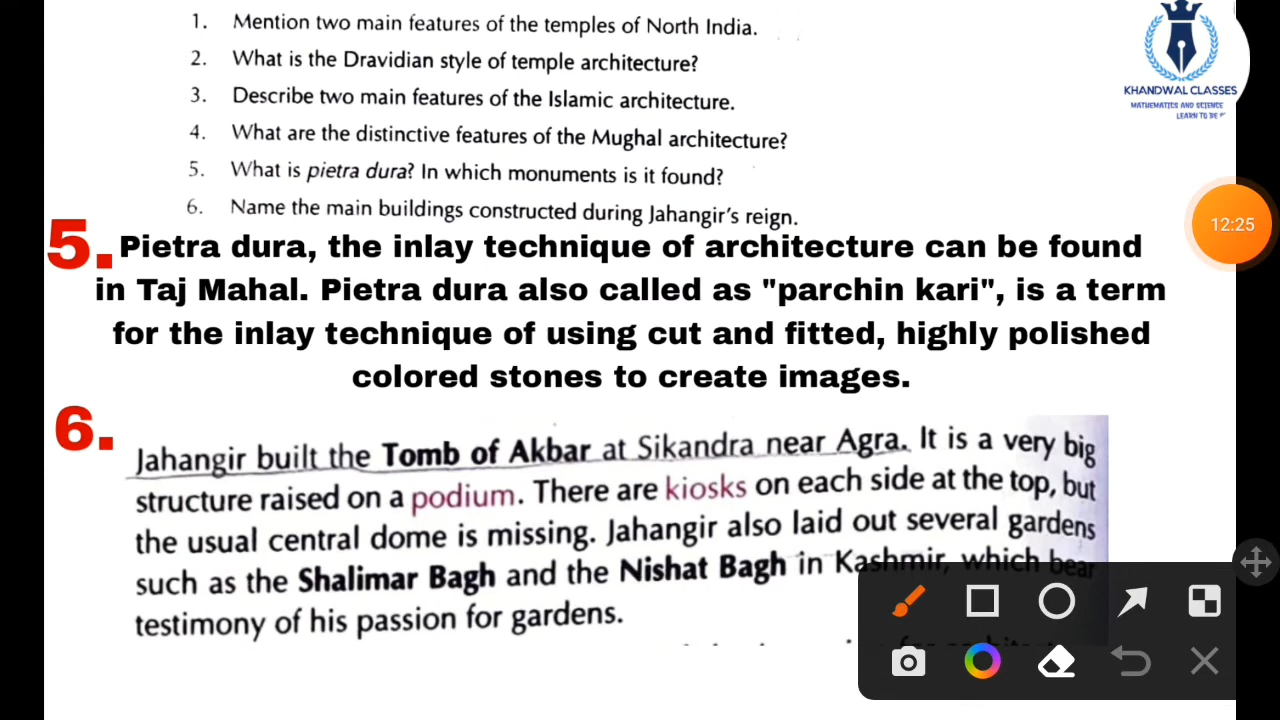 1. Mention two main features of the temples of North India.
2. What is the Dravidian style of temple architecture?
3. Describe two main features of the Islamic architecture.
4. What are the distinctive features of the Mughal architecture?
5. What is pietra dura? In which monuments is it found?
6. Name the main buildings constructed during Jahangir's reign.
KHANDWAL CLASSES
MATHEMATICS AND SCIENCE
LEARN TO BE
12:25
5. Pietra dura, the inlay technique of architecture can be found
in Taj Mahal. Pietra dura also called as "parchin kari", is a term
for the inlay technique of using cut and fitted, highly polished
colored stones to create images.
6.
Jahangir built the Tomb of Akbar at Sikandra near Agra. It is a very big
structure raised on a podium. There are kiosks on each side at the top, but
the usual central dome is missing. Jahangir also laid out several gardens
such as the Shalimar Bagh and the Nishat Bagh in Kashmir, which bear
testimony of his passion for gardens.